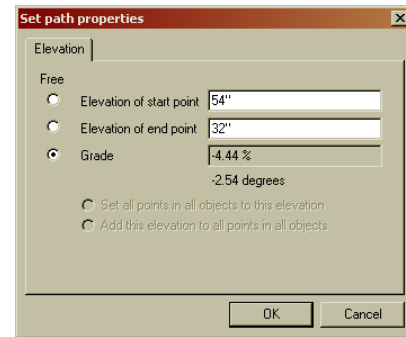 Set path properties
Elevation
Free
Elevation of start point 54"
Elevation of end point 32"
Grade -4.44 %
-2.54 degrees
Set all points in all objects to this elevation
Add this elevation to all points in all objects
OK Cancel